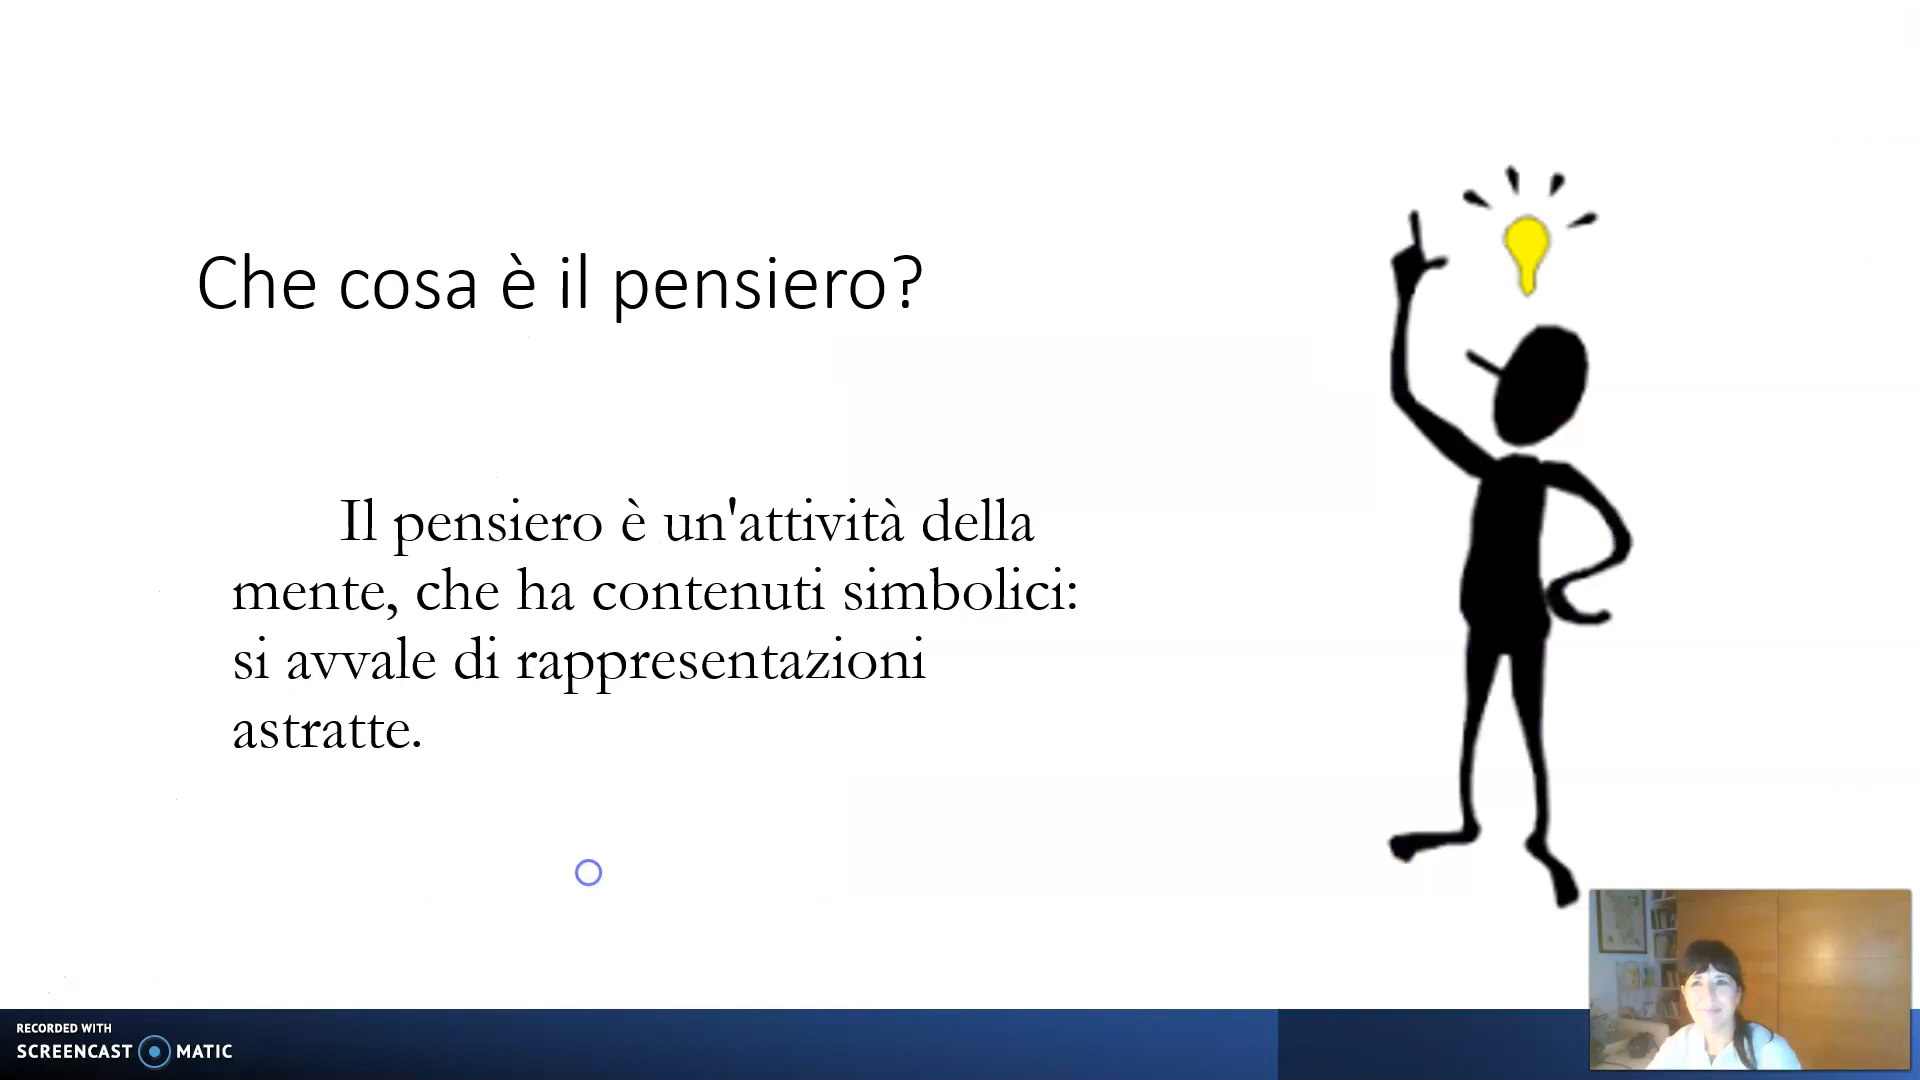 Che cosa è il pensiero?
Il pensiero è un'attività della
mente, che ha contenuti simbolici:
si avvale di rappresentazioni
astratte.
RECORDED WITH
SCREENCAST MATIC